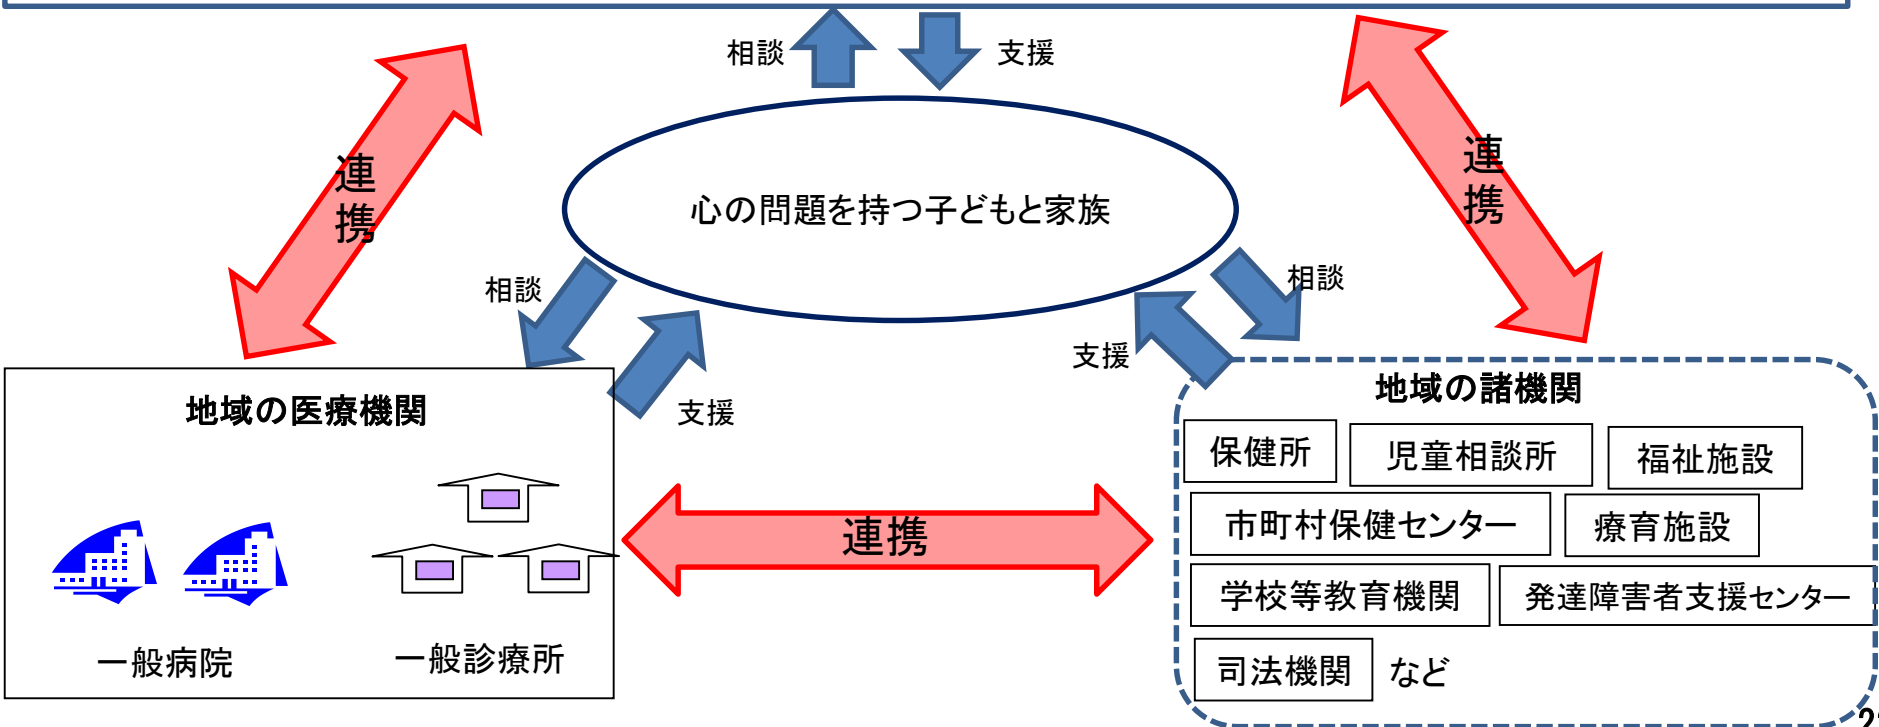 相談
支援
連携
連携
心の問題を持つ子どもと家族
相談
支援
相談
支援
地域の医療機関
一般病院
一般診療所
連携
地域の諸機関
保健所
児童相談所
福祉施設
市町村保健センター
療育施設
学校等教育機関
発達障害者支援センター
司法機関
など